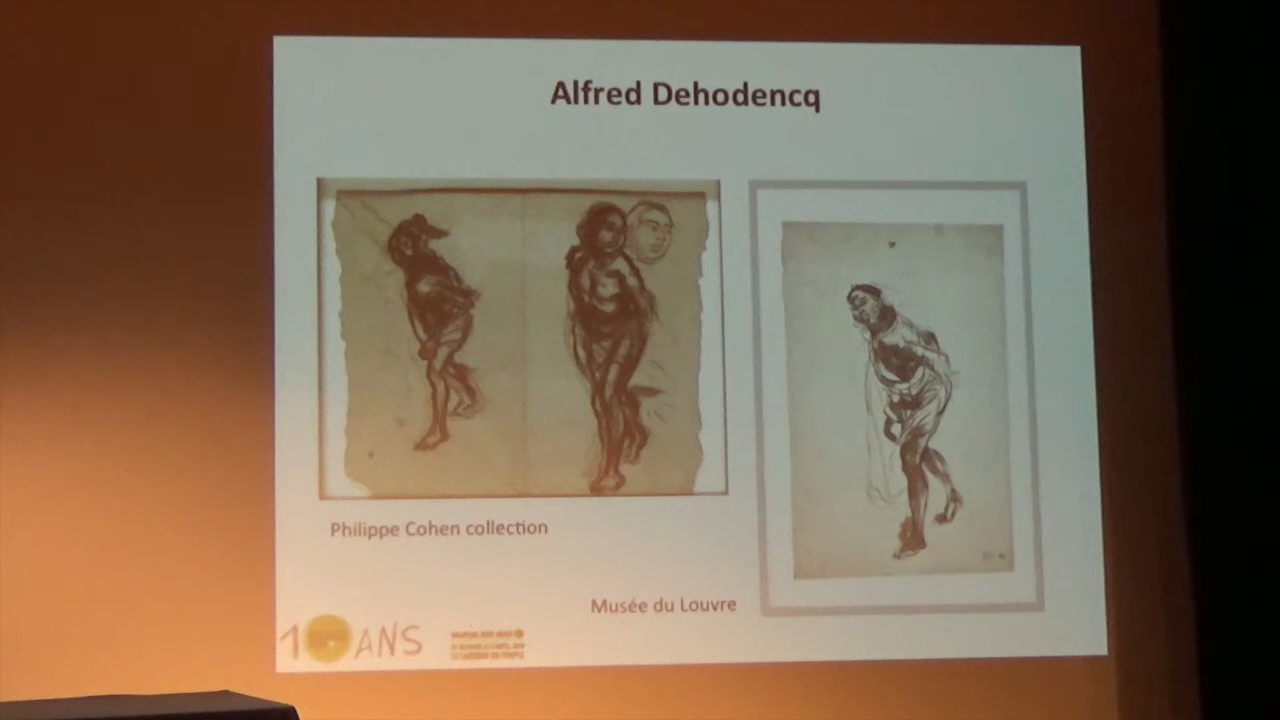 Alfred Dehodencq
Philippe Cohen collection
Musée du Louvre
10 ANS